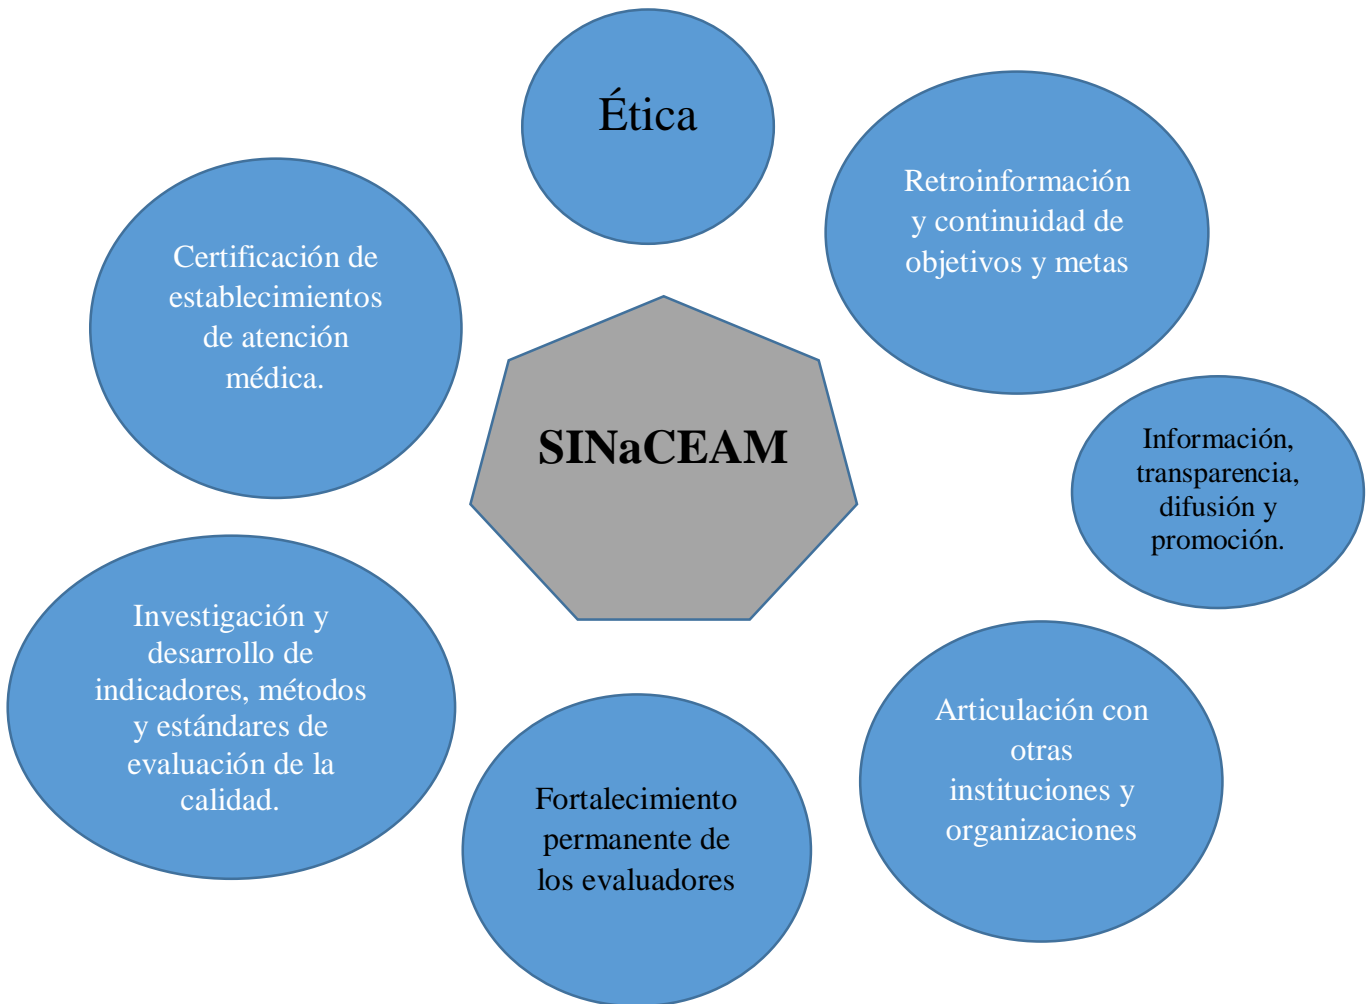 Ética
Retroinformación
y continuidad de
objetivos y metas
Certificación de
establecimientos
de atención
médica.
SINaCEAM
Información,
transparencia,
difusión y
promoción.
Investigación y
desarrollo de
indicadores, métodos
y estándares de
evaluación de la
calidad.
Articulación con
otras
instituciones y
organizaciones
Fortalecimiento
permanente de
los evaluadores